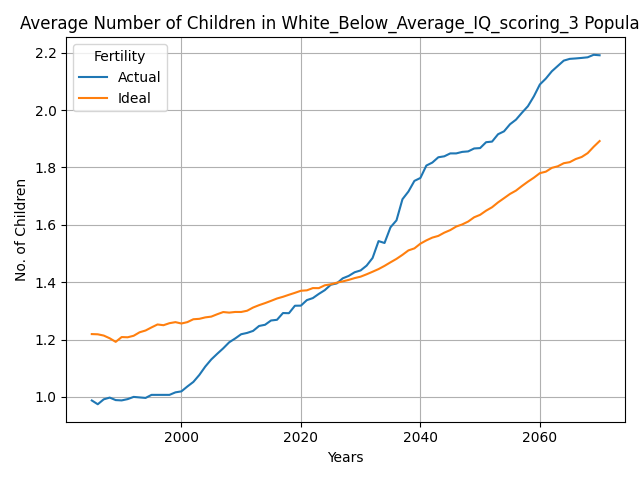 Average Number of Children in White_Below_Average_IQ_scoring_3 Popula
Fertility
Actual
Ideal
2.2
2.0
1.8
1.6
1.4
1.2
1.0
No. of Children
2000
2020
2040
2060
Years